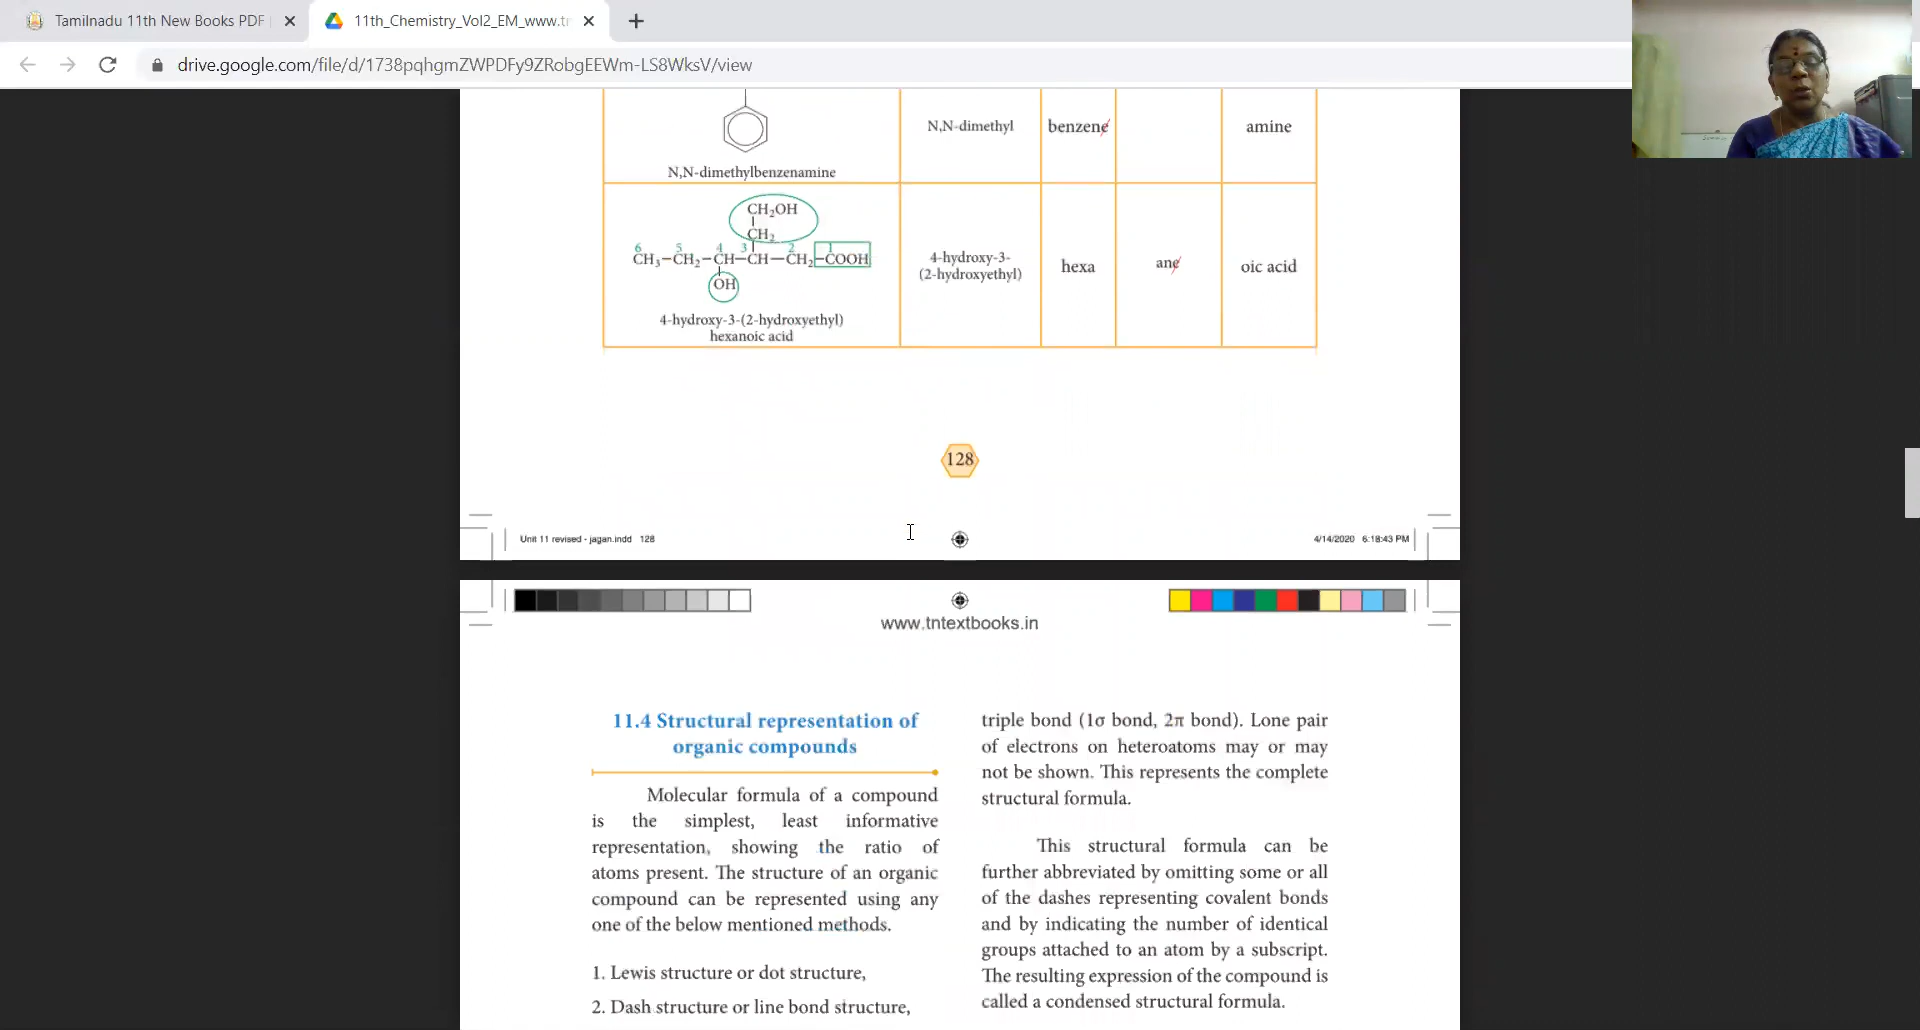 Tamilnadu 11th New Books PDF
11th_Chemistry_Vol2_EM_www.tn
drive.google.com/file/d/1738pqhgmZWPDFy9ZRobgEEWm-LS8WksV/view
N,N-dimethyl benzene amine
N,N-dimethylbenzenamine
CH₂OH
CH₂
6 5 4 3 2 1
CH₃–CH₂–CH–CH–CH₂–COOH
OH
4-hydroxy-3-
(2-hydroxyethyl)
hexa
ane
oic acid
4-hydroxy-3-(2-hydroxyethyl)
hexanoic acid
128
Unit 11 revised - jagan.indd 128
4/14/2020 6:18:43 PM
www.tntextbooks.in
11.4 Structural representation of
organic compounds
Molecular formula of a compound
is the simplest, least informative
representation, showing the ratio of
atoms present. The structure of an organic
compound can be represented using any
one of the below mentioned methods.
1. Lewis structure or dot structure,
2. Dash structure or line bond structure,
triple bond (1σ bond, 2π bond). Lone pair
of electrons on heteroatoms may or may
not be shown. This represents the complete
structural formula.
This structural formula can be
further abbreviated by omitting some or all
of the dashes representing covalent bonds
and by indicating the number of identical
groups attached to an atom by a subscript.
The resulting expression of the compound is
called a condensed structural formula.